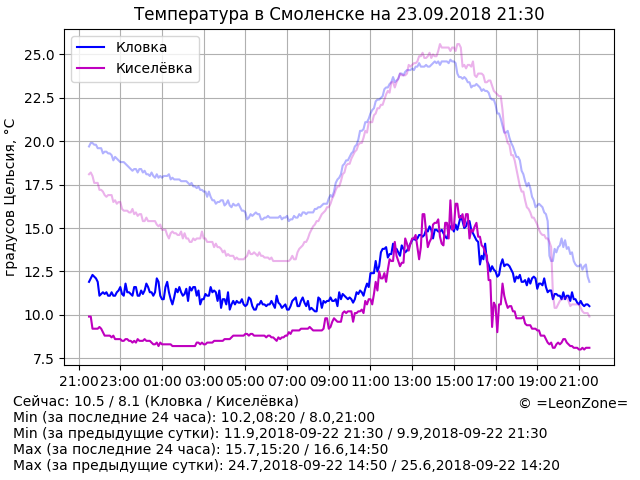 Температура в Смоленске на 23.09.2018 21:30
Кловка
Киселёвка
градусов Цельсия, °C
25.0
22.5
20.0
17.5
15.0
12.5
10.0
7.5
21:00 23:00 01:00 03:00 05:00 07:00 09:00 11:00 13:00 15:00 17:00 19:00 21:00
Сейчас: 10.5 / 8.1 (Кловка / Киселёвка)
© =LeonZone=
Min (за последние 24 часа): 10.2,08:20 / 8.0,21:00
Min (за предыдущие сутки): 11.9,2018-09-22 21:30 / 9.9,2018-09-22 21:30
Max (за последние 24 часа): 15.7,15:20 / 16.6,14:50
Max (за предыдущие сутки): 24.7,2018-09-22 14:50 / 25.6,2018-09-22 14:20